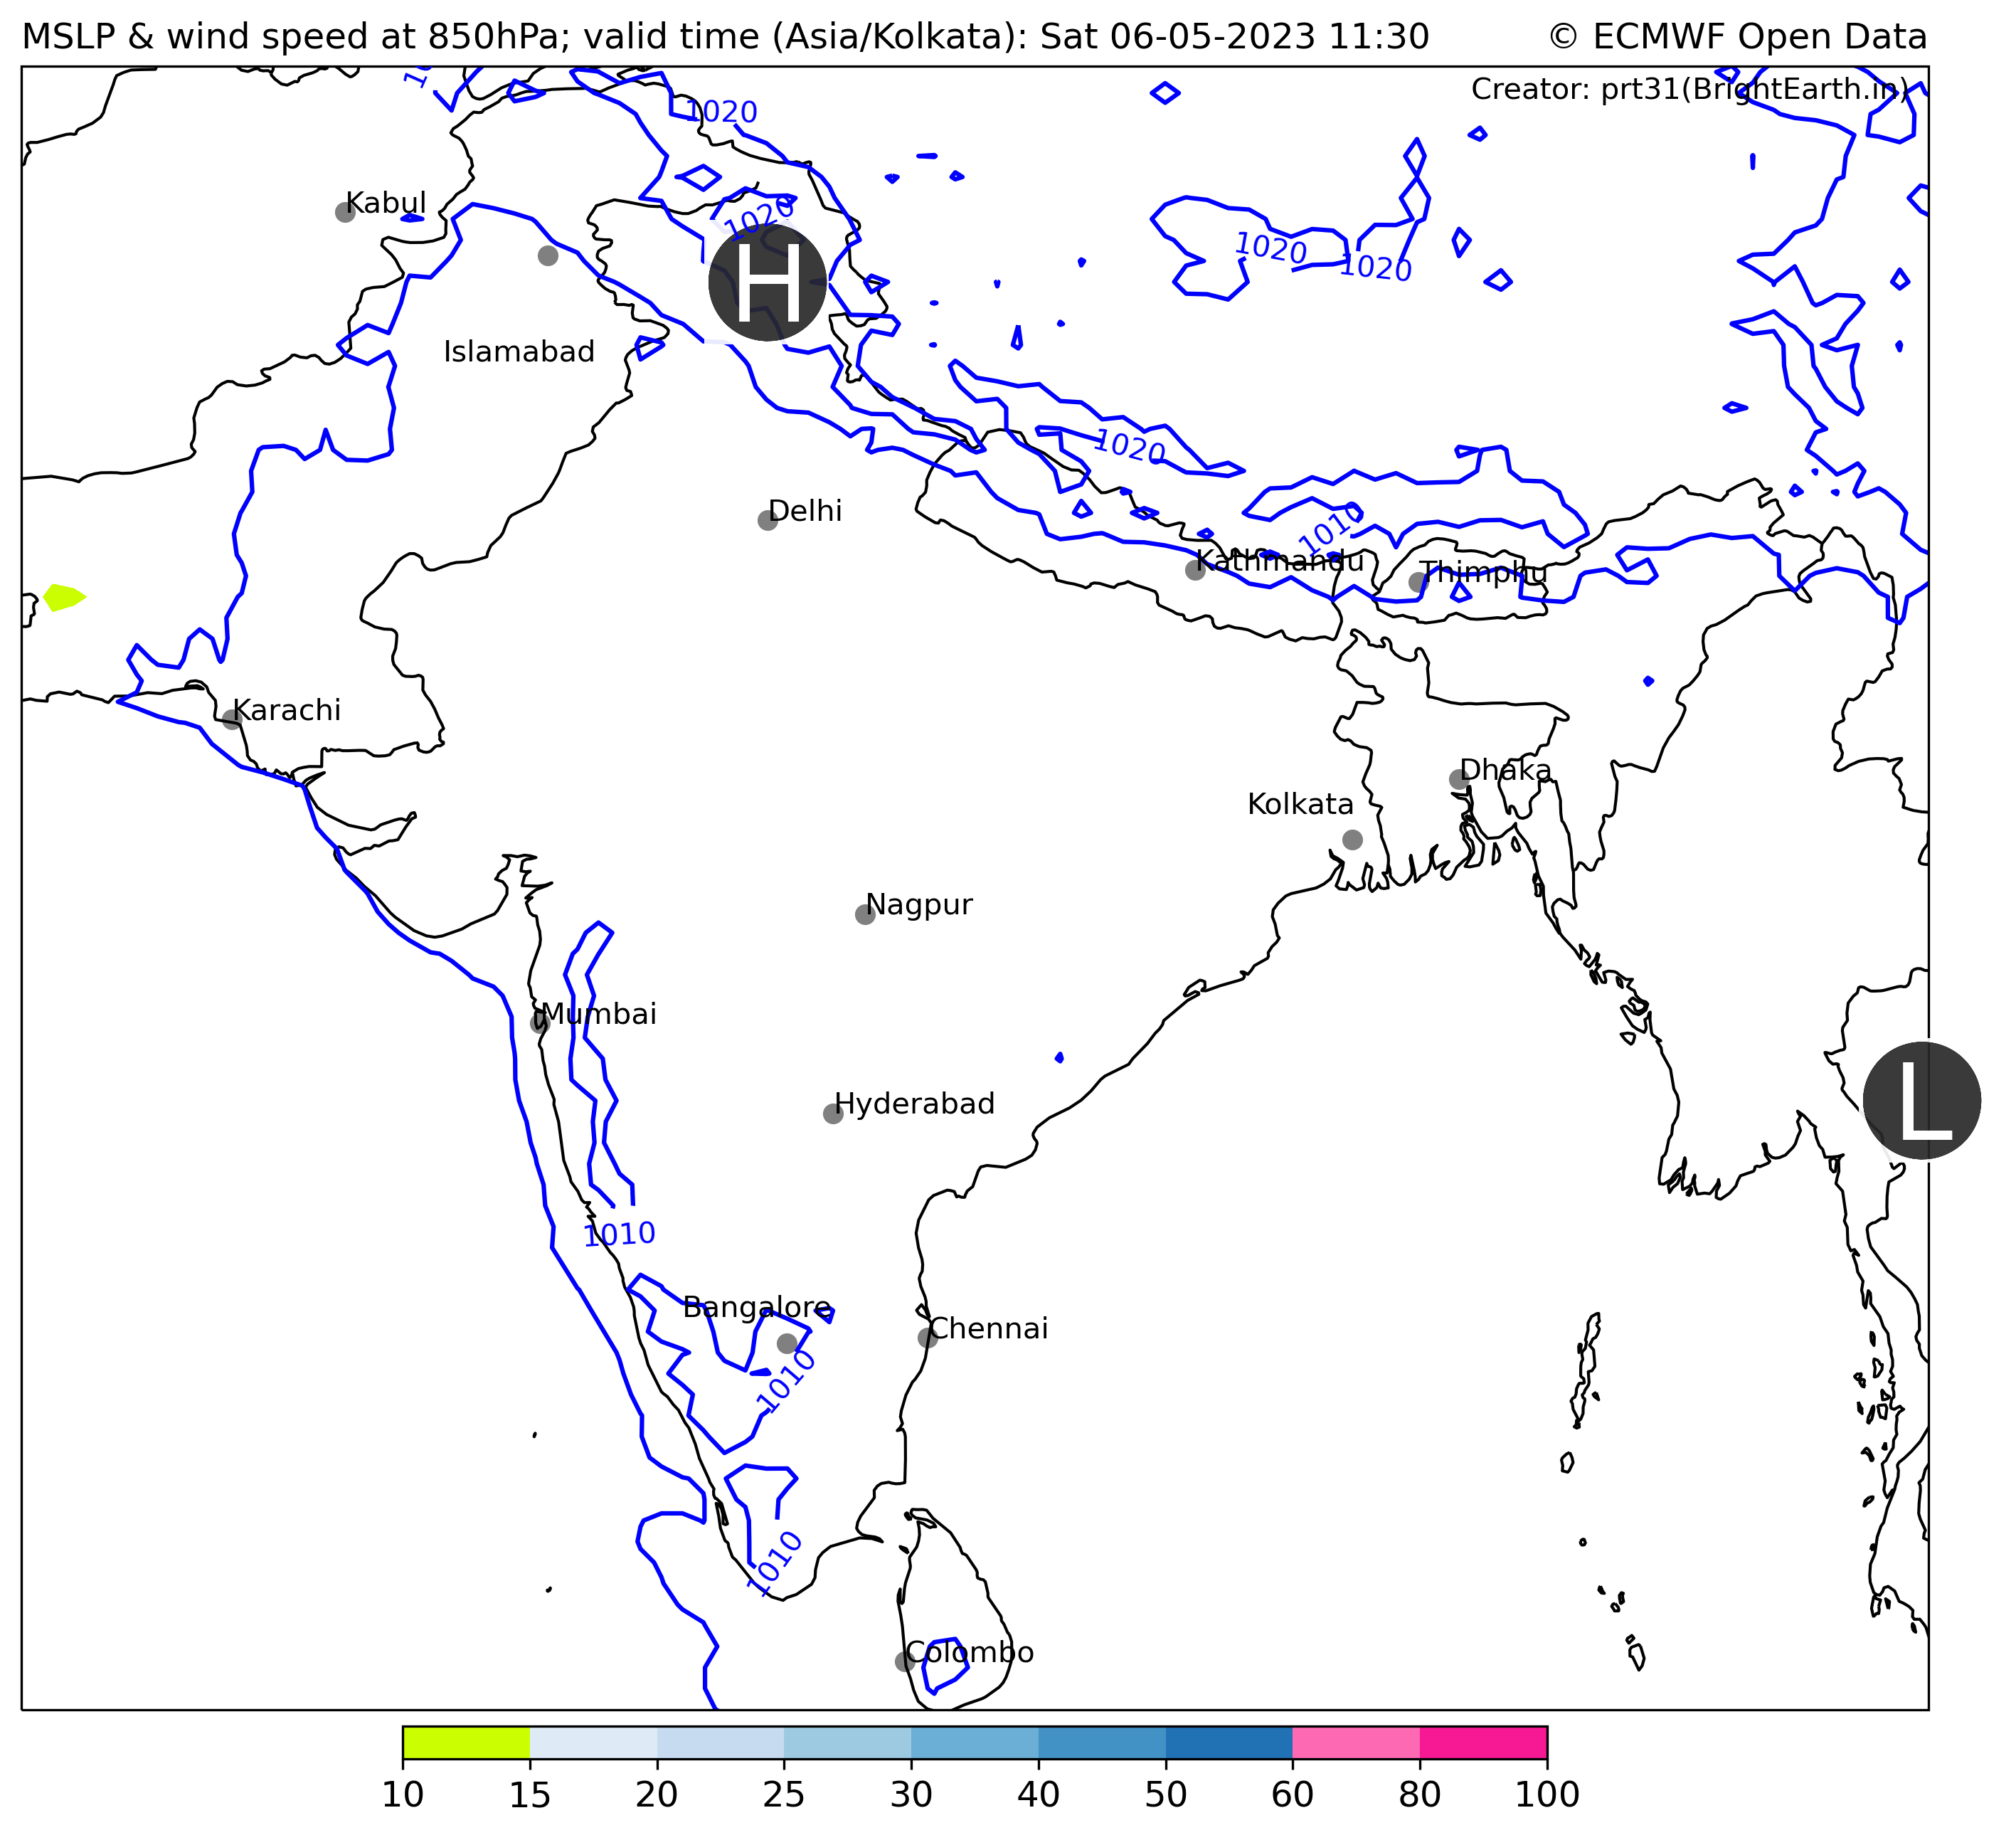 MSLP & wind speed at 850hPa; valid time (Asia/Kolkata): Sat 06-05-2023 11:30
© ECMWF Open Data
Creator: prt31(BrightEarth.in)
1020
Kabul
1020
H
1020
1020
Islamabad
1020
Delhi
1010
Kathmandu
Thimphu
Karachi
Dhaka
Kolkata
Nagpur
Mumbai
L
Hyderabad
1010
Bangalore
Chennai
1010
1010
Colombo
10 15 20 25 30 40 50 60 80 100